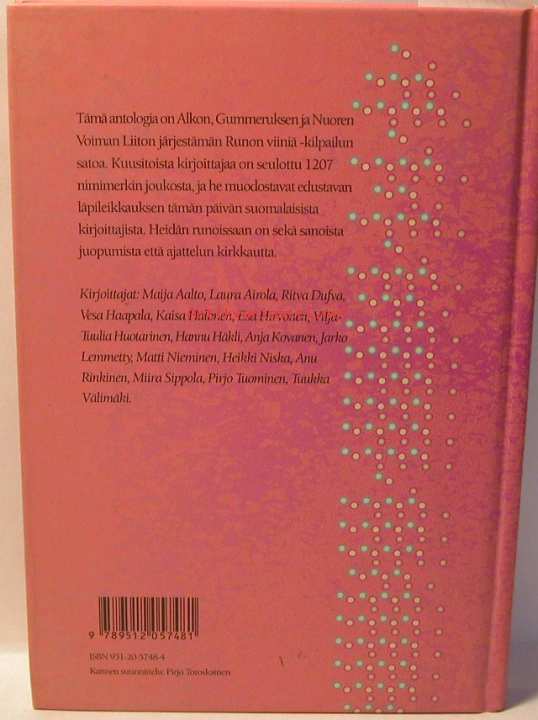 Tämä antologia on Alkon, Gummeruksen ja Nuoren
Voiman Liiton järjestämän Runon viiniä -kilpailun
satoa. Kuusitoista kirjoittajaa on seulottu 1207
nimimerkin joukosta, ja he muodostavat edustavan
läpileikkauksen tämän päivän suomalaisista
kirjoittajista. Heidän runoissaan on sekä sanoista
juopumista että ajattelun kirkkautta.
Kirjoittajat: Maija Aalto, Laura Airola, Ritva Dufva,
Vesa Haapala, Kaisa Halonen, Esa Hirvonen, Vilja-
Tuulia Huotarinen, Hannu Häkli, Anja Kovanen, Jarko
Lemmetty, Matti Nieminen, Heikki Niska, Anu
Rinkinen, Miira Sippola, Pirjo Tuominen, Tuukka
Välimäki.
9 789512 057481
ISBN 951-20-5748-4
Kannen suunnittelu: Pirjo